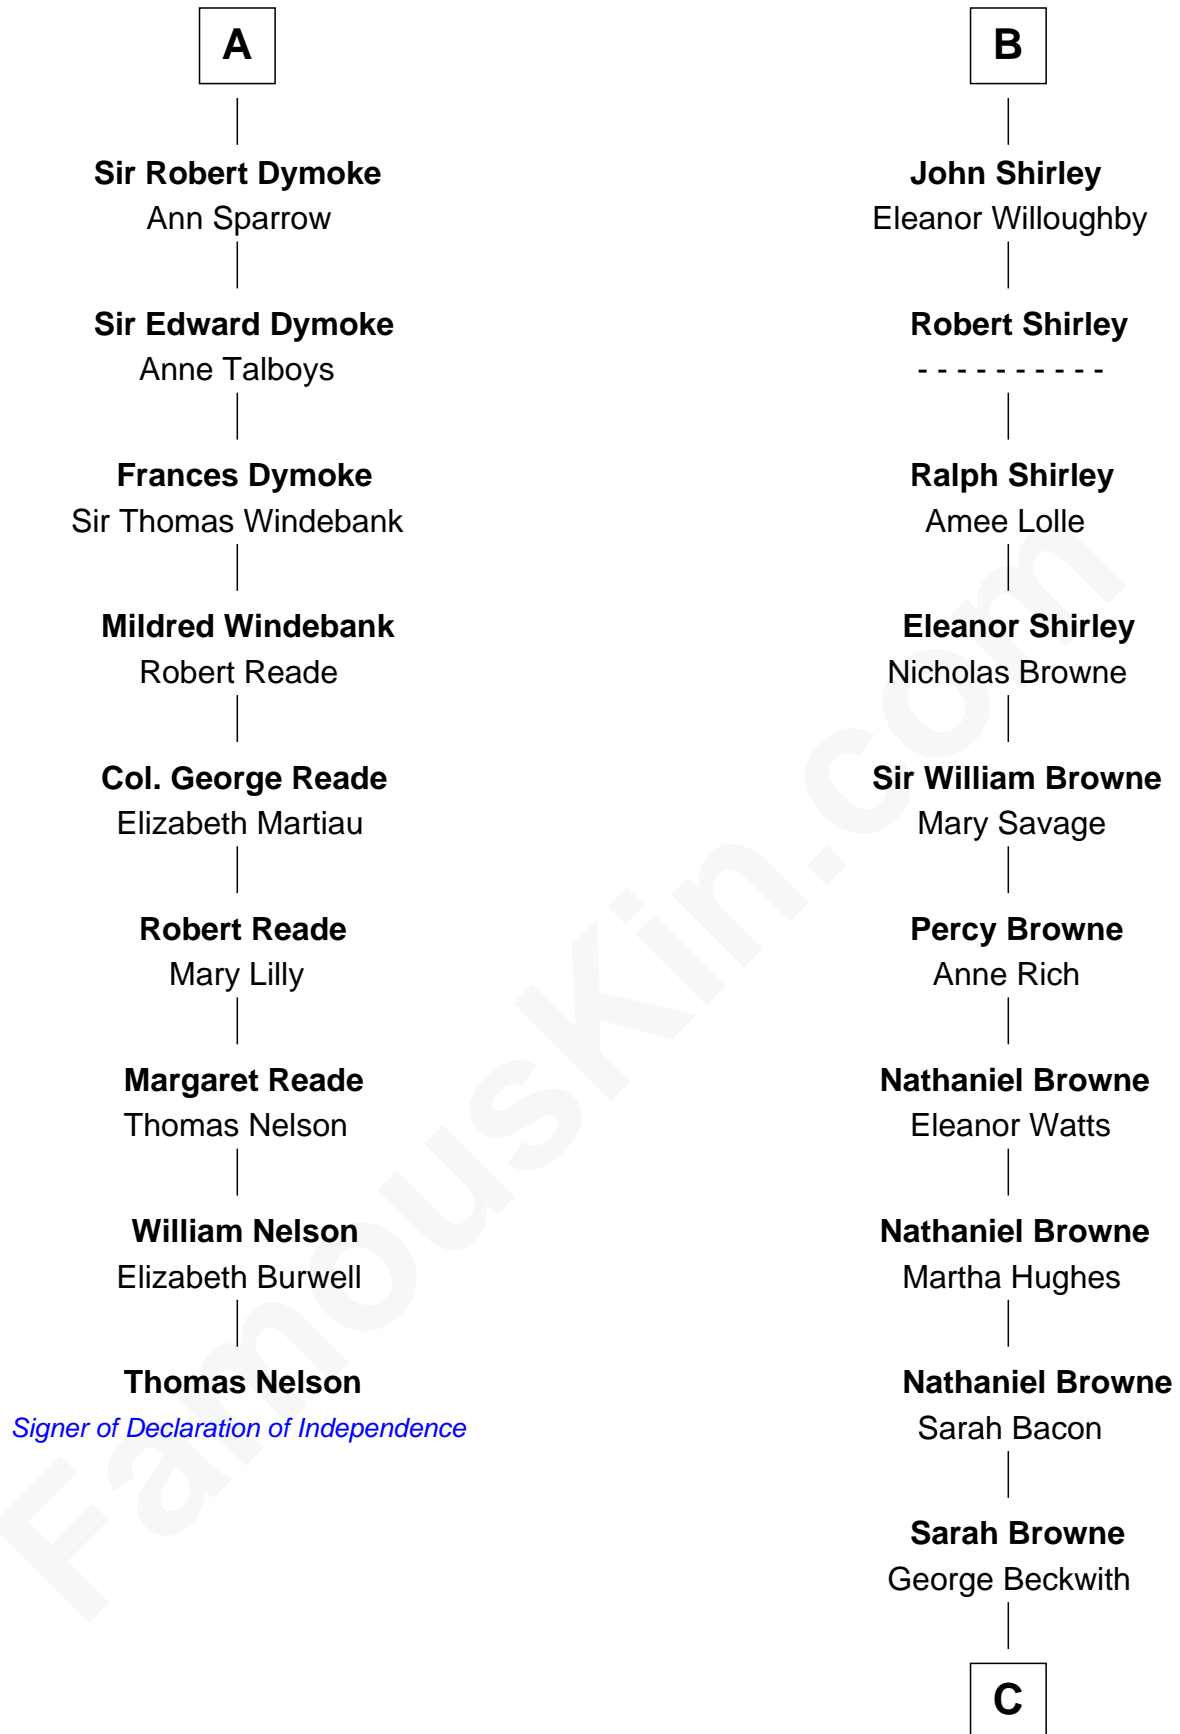 A
Sir Robert Dymoke
Ann Sparrow
Sir Edward Dymoke
Anne Talboys
Frances Dymoke
Sir Thomas Windebank
Mildred Windebank
Robert Reade
Col. George Reade
Elizabeth Martiau
Robert Reade
Mary Lilly
Margaret Reade
Thomas Nelson
William Nelson
Elizabeth Burwell
Thomas Nelson
Signer of Declaration of Independence
B
John Shirley
Eleanor Willoughby
Robert Shirley
- - - - - - - - - -
Ralph Shirley
Amee Lolle
Eleanor Shirley
Nicholas Browne
Sir William Browne
Mary Savage
Percy Browne
Anne Rich
Nathaniel Browne
Eleanor Watts
Nathaniel Browne
Martha Hughes
Nathaniel Browne
Sarah Bacon
Sarah Browne
George Beckwith
C
FamousKin.com